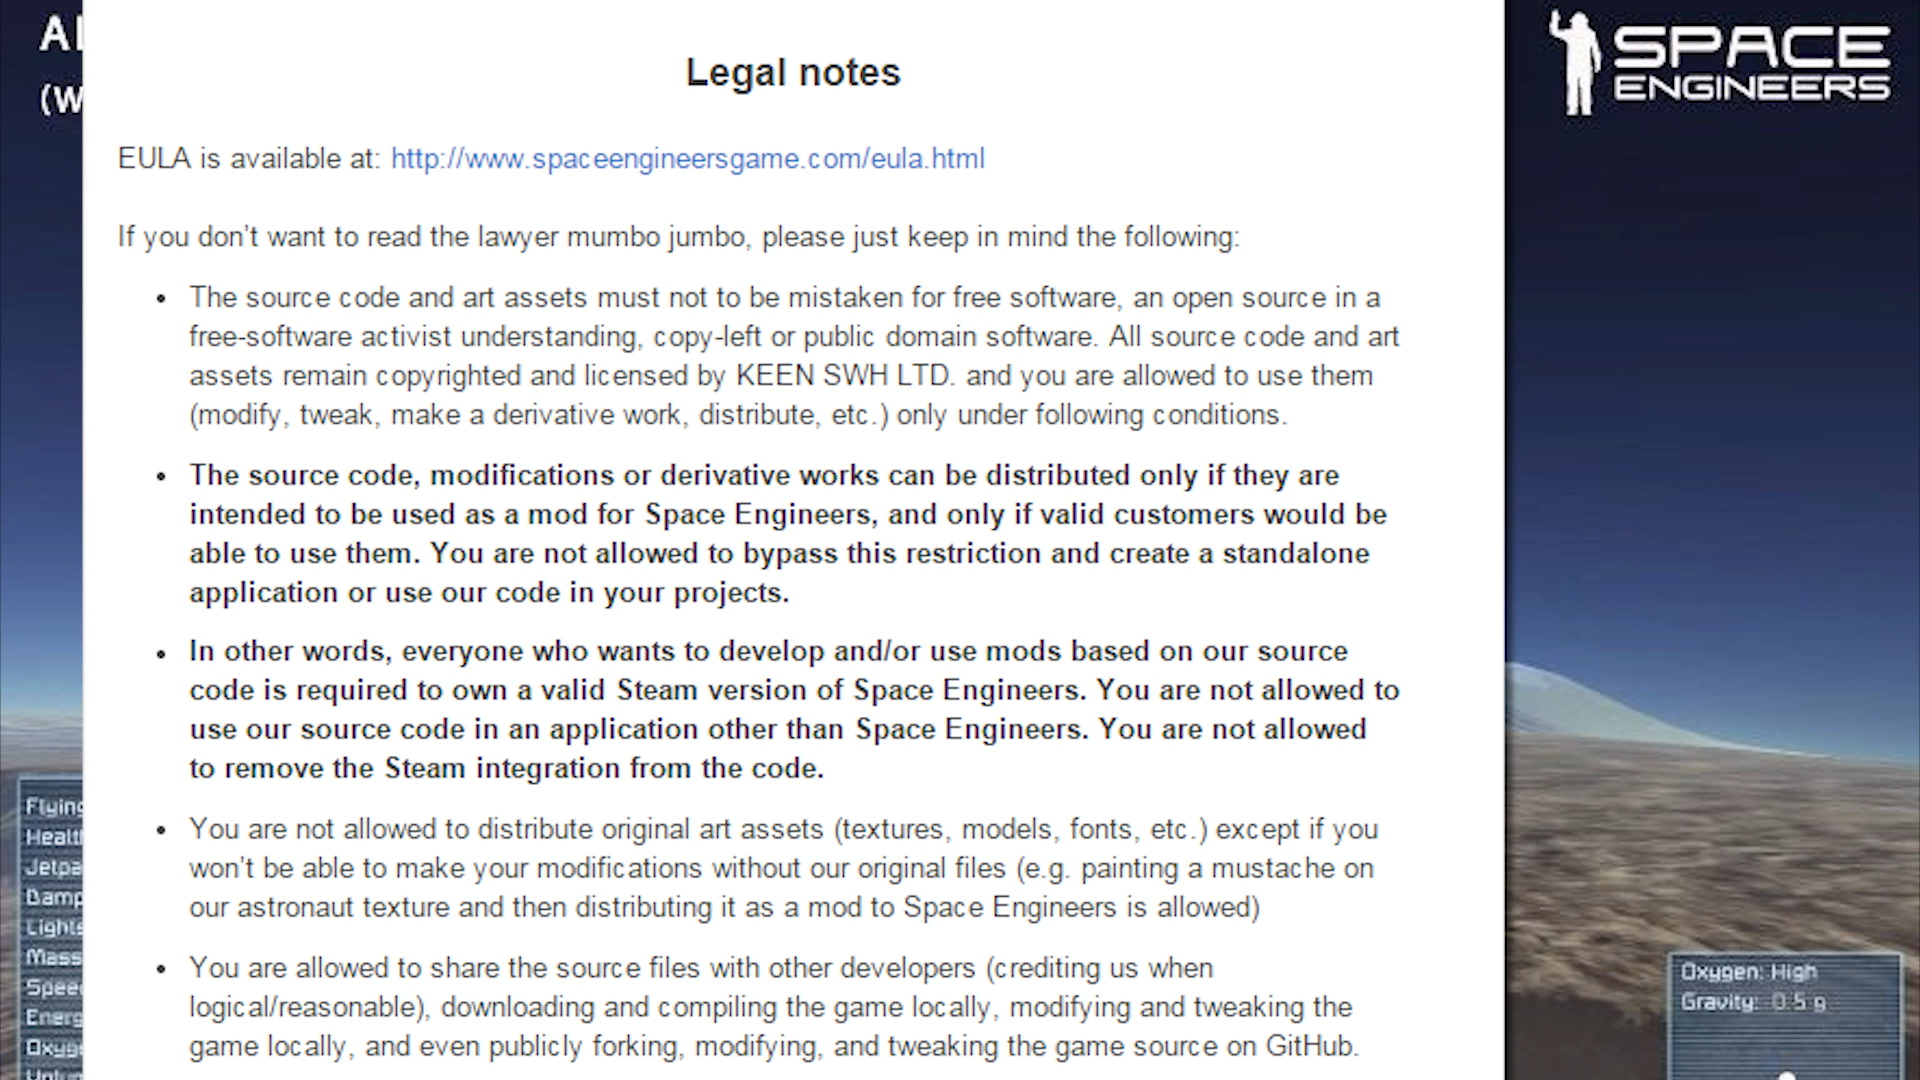 Legal notes
EULA is available at: http://www.spaceengineersgame.com/eula.html
If you don't want to read the lawyer mumbo jumbo, please just keep in mind the following:
• The source code and art assets must not to be mistaken for free software, an open source in a
free-software activist understanding, copy-left or public domain software. All source code and art
assets remain copyrighted and licensed by KEEN SWH LTD. and you are allowed to use them
(modify, tweak, make a derivative work, distribute, etc.) only under following conditions.
• The source code, modifications or derivative works can be distributed only if they are
intended to be used as a mod for Space Engineers, and only if valid customers would be
able to use them. You are not allowed to bypass this restriction and create a standalone
application or use our code in your projects.
• In other words, everyone who wants to develop and/or use mods based on our source
code is required to own a valid Steam version of Space Engineers. You are not allowed to
use our source code in an application other than Space Engineers. You are not allowed
to remove the Steam integration from the code.
• You are not allowed to distribute original art assets (textures, models, fonts, etc.) except if you
won't be able to make your modifications without our original files (e.g. painting a mustache on
our astronaut texture and then distributing it as a mod to Space Engineers is allowed)
• You are allowed to share the source files with other developers (crediting us when
logical/reasonable), downloading and compiling the game locally, modifying and tweaking the
game locally, and even publicly forking, modifying, and tweaking the game source on GitHub.
SPACE
ENGINEERS
Flying
Health
Lights
Mass
Oxygen: High
Gravity: 0.5 g